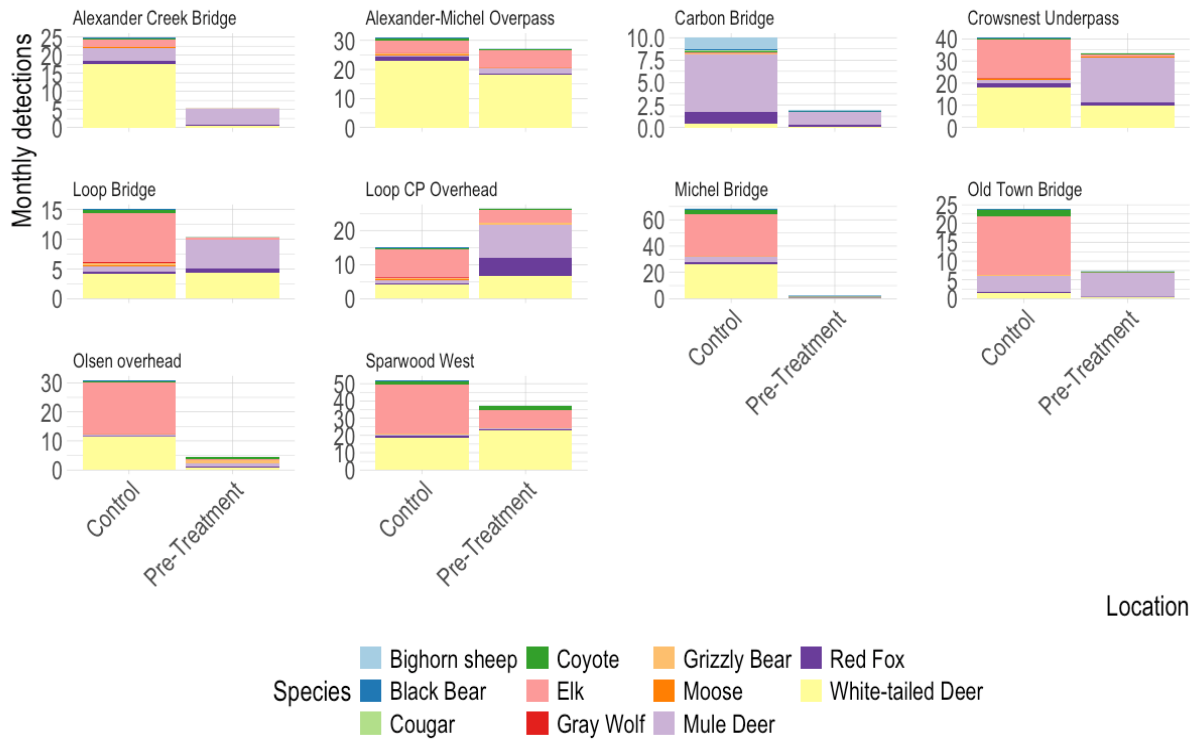 Monthly detections
Alexander Creek Bridge
25
20
15
10
5
0
Alexander-Michel Overpass
30
20
10
0
Carbon Bridge
10.0
7.5
5.0
2.5
0.0
Crowsnest Underpass
40
30
20
10
0
Loop Bridge
15
10
5
0
Loop CP Overhead
20
10
0
Michel Bridge
60
40
20
0
Control
Pre-Treatment
Old Town Bridge
25
20
15
10
5
0
Control
Pre-Treatment
Olsen overhead
30
20
10
0
Control
Pre-Treatment
Sparwood West
50
40
30
20
10
0
Control
Pre-Treatment
Location
Species
Bighorn sheep
Coyote
Grizzly Bear
Red Fox
Black Bear
Elk
Moose
White-tailed Deer
Cougar
Gray Wolf
Mule Deer